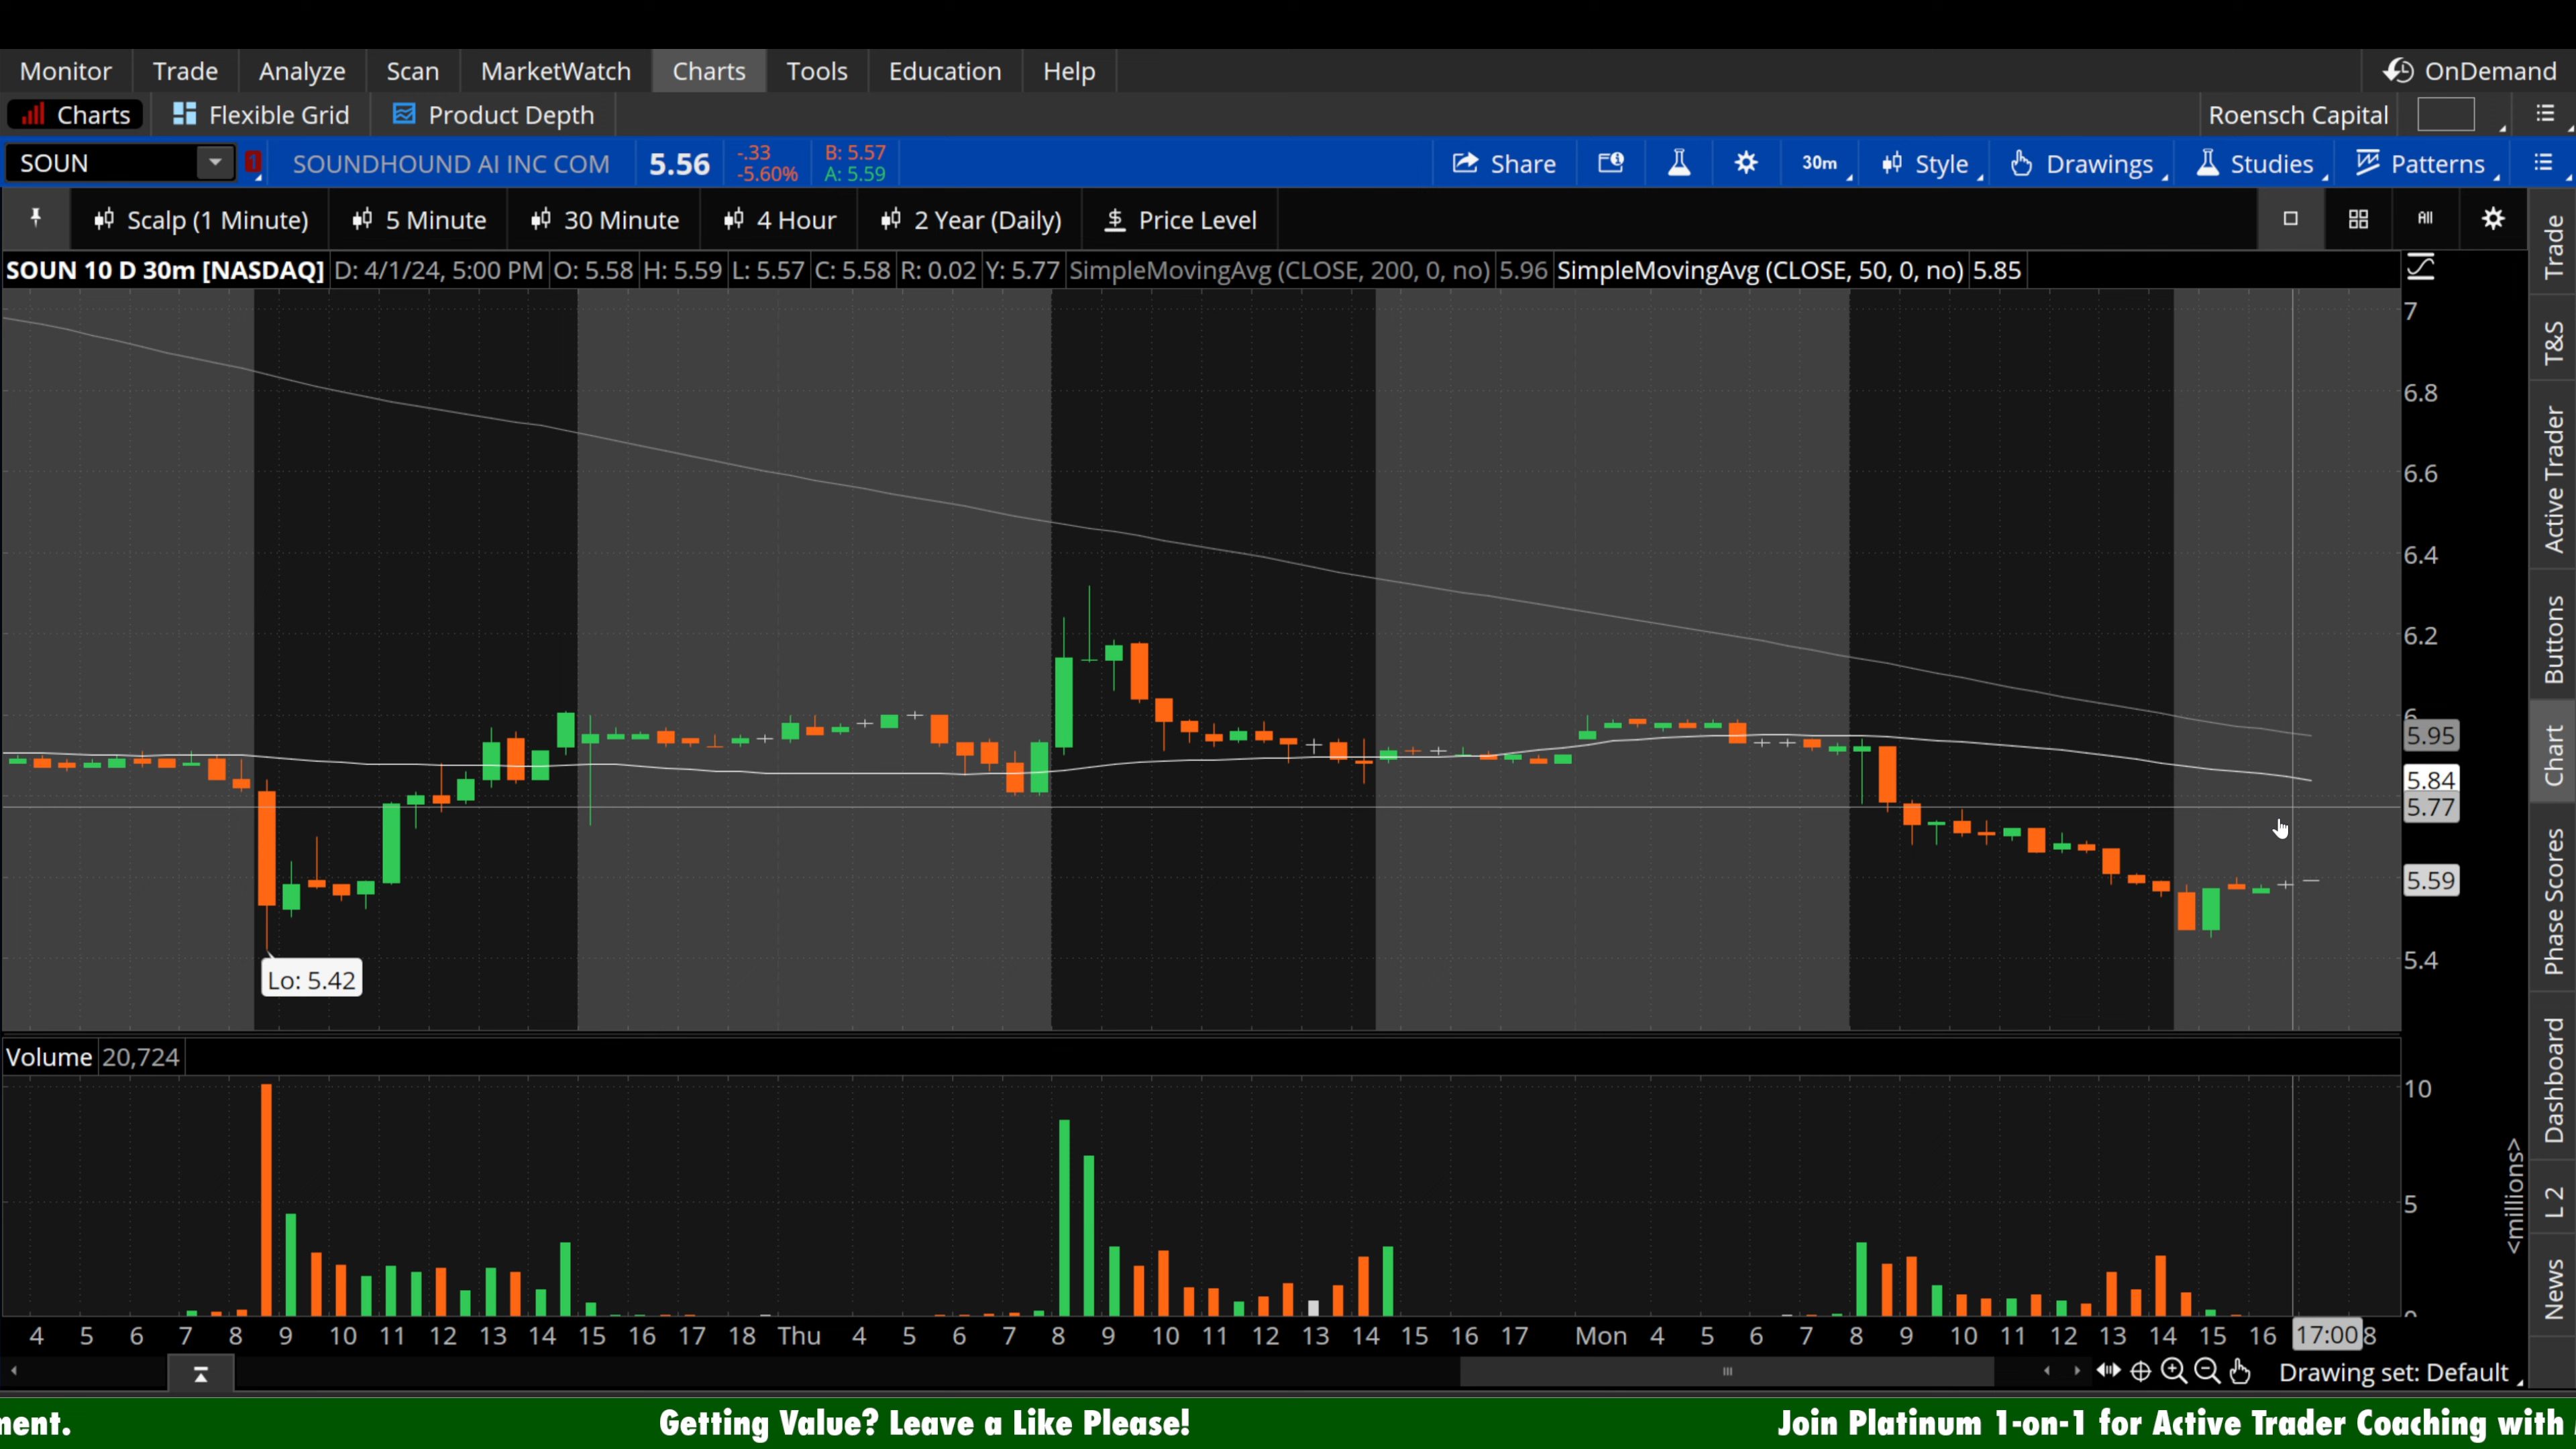 Monitor Trade Analyze Scan MarketWatch Charts Tools Education Help OnDemand
Charts Flexible Grid Product Depth Roensch Capital
SOUN 1 SOUNDHOUND AI INC COM 5.56 -.33 B: 5.57 Share 30m Style Drawings Studies Patterns
-5.60% A: 5.59
Scalp (1 Minute) 5 Minute 30 Minute 4 Hour 2 Year (Daily) $ Price Level All
SOUN 10 D 30m [NASDAQ] D: 4/1/24, 5:00 PM O: 5.58 H: 5.59 L: 5.57 C: 5.58 R: 0.02 Y: 5.77 SimpleMovingAvg (CLOSE, 200, 0, no) 5.96 SimpleMovingAvg (CLOSE, 50, 0, no) 5.85
7
6.8
6.6
6.4
6.2
6
5.95
5.84
5.77
5.59
5.4
Lo: 5.42
Volume 20,724
10
5
0
<millions>
4 5 6 7 8 9 10 11 12 13 14 15 16 17 18 Thu 4 5 6 7 8 9 10 11 12 13 14 15 16 17 Mon 4 5 6 7 8 9 10 11 12 13 14 15 16 17:00 8
Drawing set: Default
Trade
T&S
Active Trader
Buttons
Chart
Phase Scores
Dashboard
L 2
News
ment. Getting Value? Leave a Like Please! Join Platinum 1-on-1 for Active Trader Coaching with